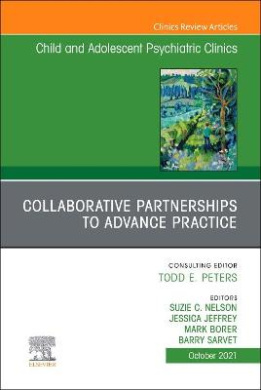 Clinics Review Articles
Child and Adolescent Psychiatric Clinics
COLLABORATIVE PARTNERSHIPS
TO ADVANCE PRACTICE
CONSULTING EDITOR
TODD E. PETERS
EDITORS
SUZIE C. NELSON
JESSICA JEFFREY
MARK BORER
BARRY SARVET
ELSEVIER
October 2021